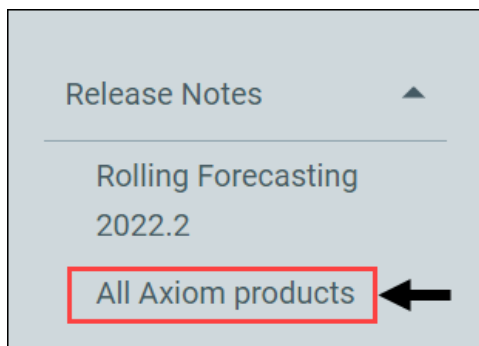 Release Notes
Rolling Forecasting
2022.2
All Axiom products